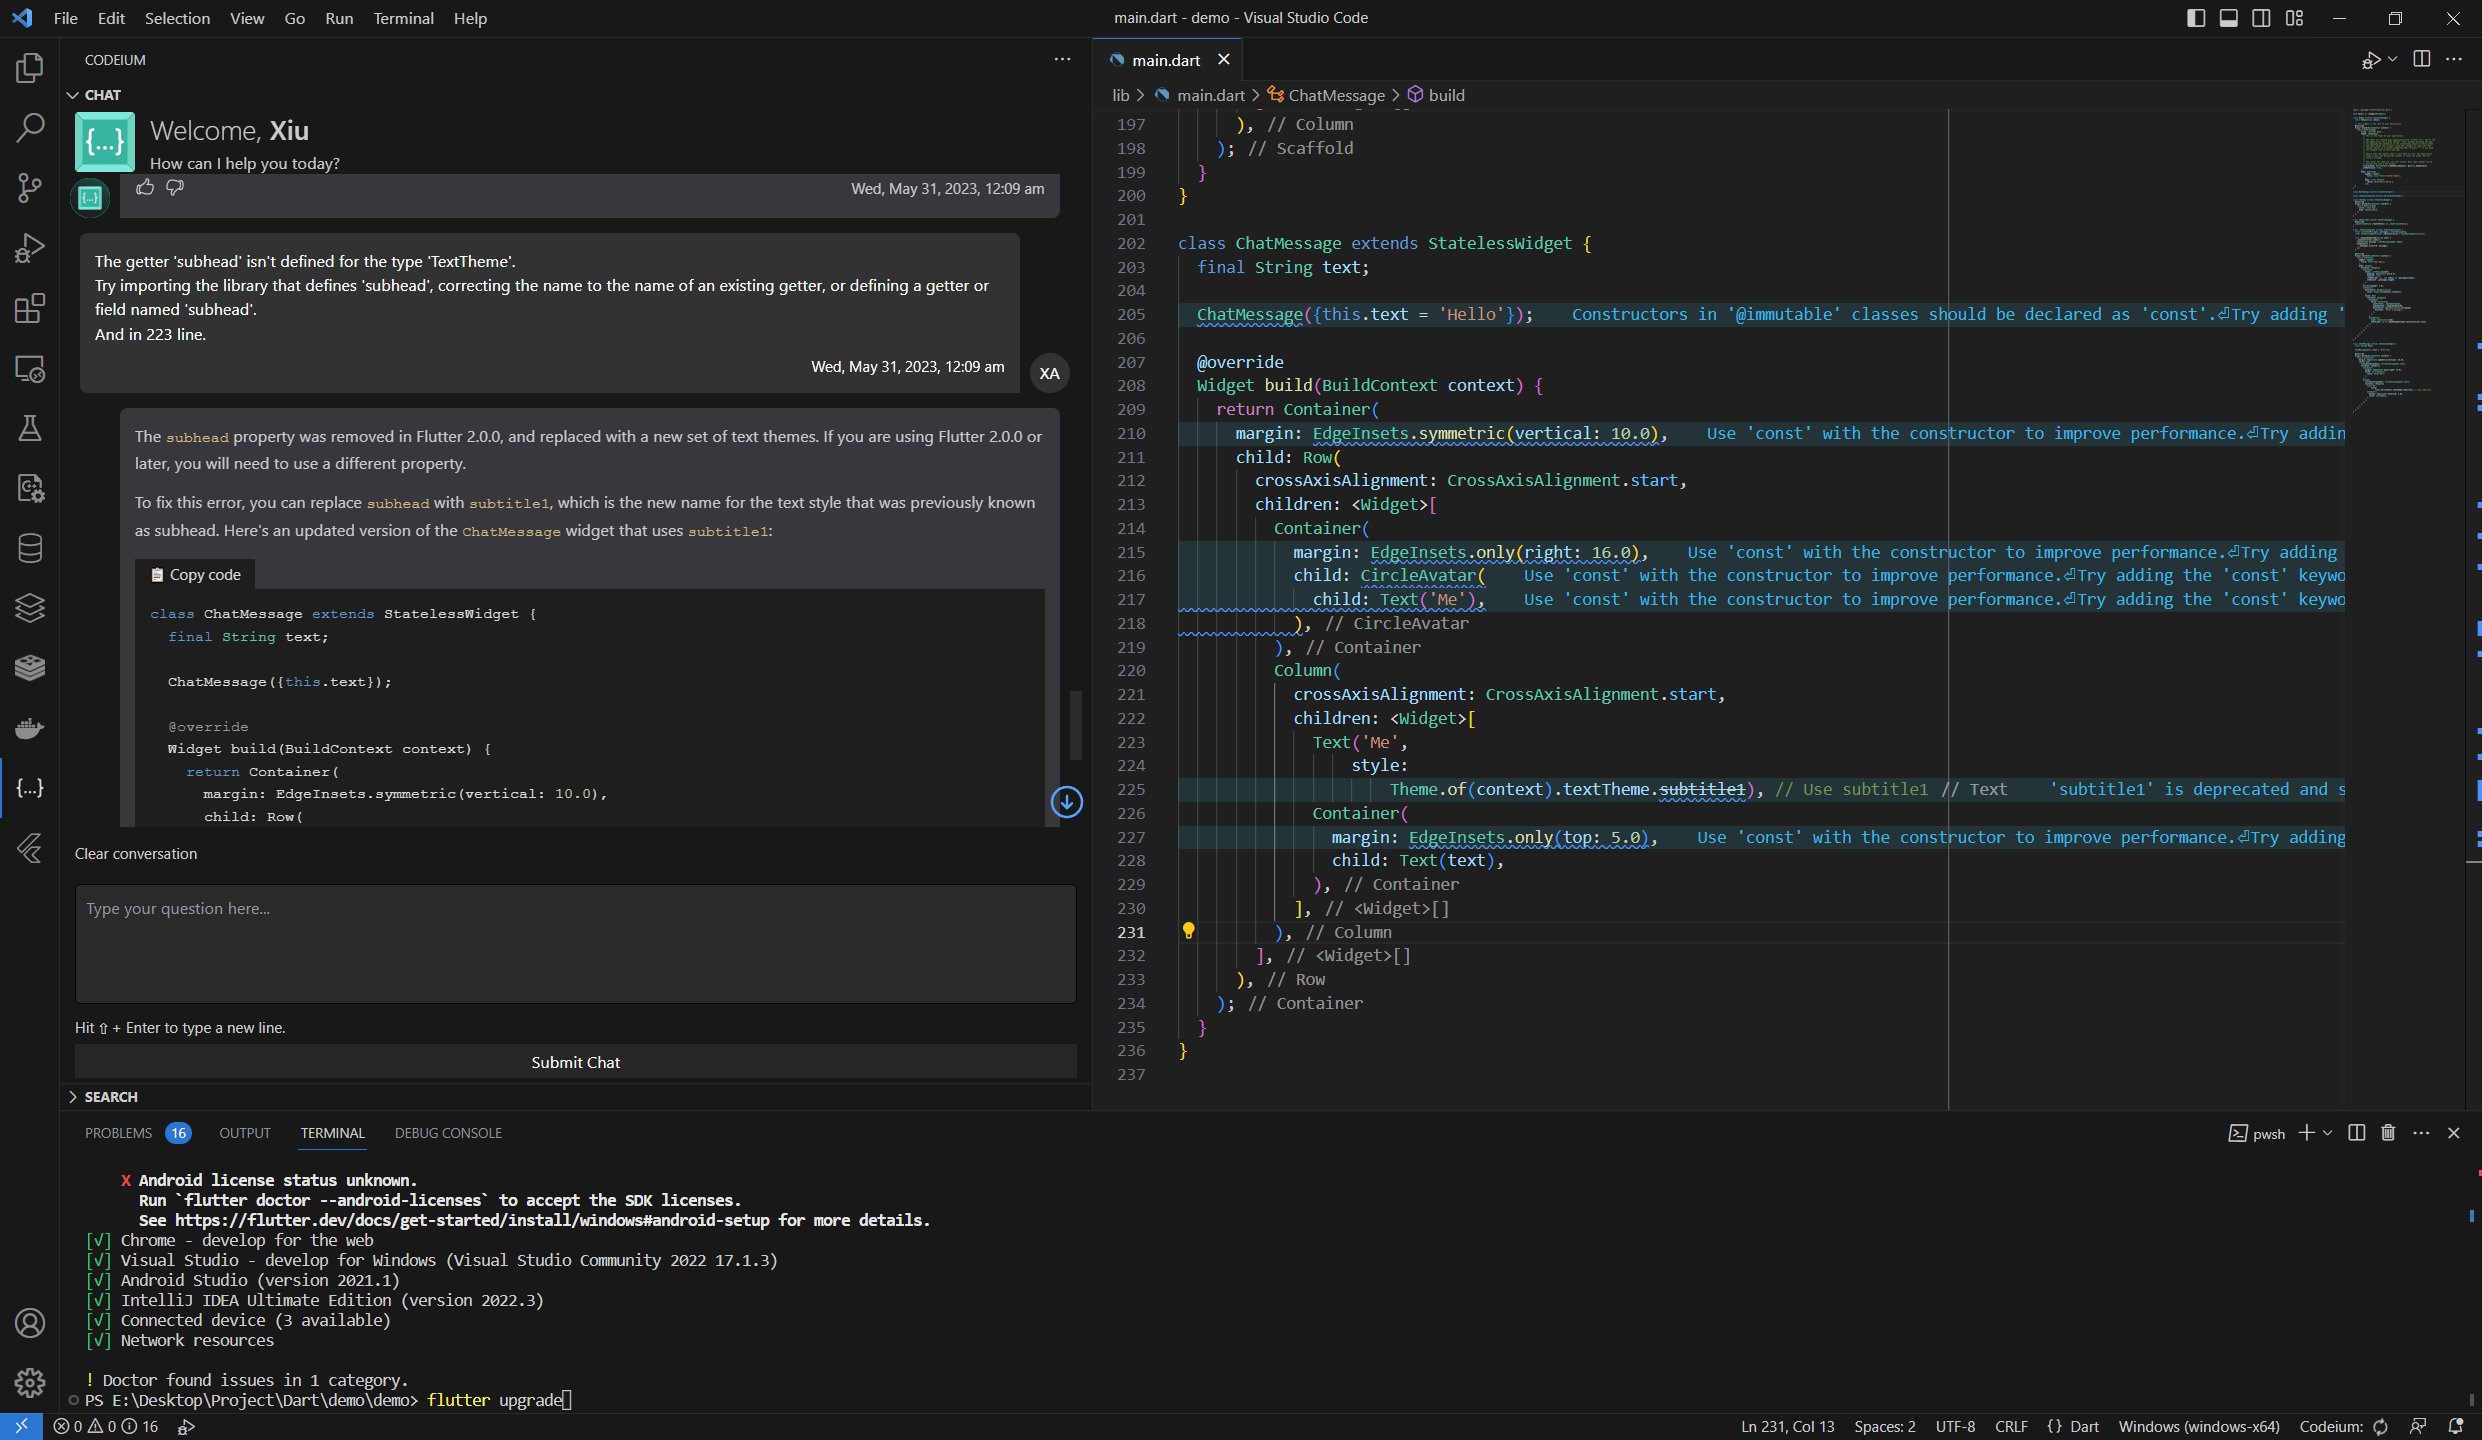 File Edit Selection View Go Run Terminal Help
main.dart - demo - Visual Studio Code
CODEIUM
CHAT
{...}
Welcome, Xiu
How can I help you today?
{...}
Wed, May 31, 2023, 12:09 am
The getter 'subhead' isn't defined for the type 'TextTheme'.
Try importing the library that defines 'subhead', correcting the name to the name of an existing getter, or defining a getter or
field named 'subhead'.
And in 223 line.
Wed, May 31, 2023, 12:09 am
XA
The subhead property was removed in Flutter 2.0.0, and replaced with a new set of text themes. If you are using Flutter 2.0.0 or
later, you will need to use a different property.
To fix this error, you can replace subhead with subtitle1, which is the new name for the text style that was previously known
as subhead. Here's an updated version of the ChatMessage widget that uses subtitle1:
Copy code
class ChatMessage extends StatelessWidget {
final String text;
ChatMessage({this.text});
@override
Widget build(BuildContext context) {
return Container(
margin: EdgeInsets.symmetric(vertical: 10.0),
child: Row(
Clear conversation
Type your question here...
Hit ⇧ + Enter to type a new line.
Submit Chat
SEARCH
main.dart
lib > main.dart > ChatMessage > build
197 ), // Column
198 ); // Scaffold
199 }
200 }
201
202 class ChatMessage extends StatelessWidget {
203 final String text;
204
205 ChatMessage({this.text = 'Hello'}); Constructors in '@immutable' classes should be declared as 'const'.⏎Try adding '
206
207 @override
208 Widget build(BuildContext context) {
209 return Container(
210 margin: EdgeInsets.symmetric(vertical: 10.0), Use 'const' with the constructor to improve performance.⏎Try addin
211 child: Row(
212 crossAxisAlignment: CrossAxisAlignment.start,
213 children: <Widget>[
214 Container(
215 margin: EdgeInsets.only(right: 16.0), Use 'const' with the constructor to improve performance.⏎Try adding
216 child: CircleAvatar( Use 'const' with the constructor to improve performance.⏎Try adding the 'const' keywo
217 child: Text('Me'), Use 'const' with the constructor to improve performance.⏎Try adding the 'const' keywo
218 ), // CircleAvatar
219 ), // Container
220 Column(
221 crossAxisAlignment: CrossAxisAlignment.start,
222 children: <Widget>[
223 Text('Me',
224 style:
225 Theme.of(context).textTheme.subtitle1), // Use subtitle1 // Text 'subtitle1' is deprecated and s
226 Container(
227 margin: EdgeInsets.only(top: 5.0), Use 'const' with the constructor to improve performance.⏎Try adding
228 child: Text(text),
229 ), // Container
230 ], // <Widget>[]
231 ), // Column
232 ], // <Widget>[]
233 ), // Row
234 ); // Container
235 }
236 }
237
PROBLEMS 16 OUTPUT TERMINAL DEBUG CONSOLE
pwsh
X Android license status unknown.
Run `flutter doctor --android-licenses` to accept the SDK licenses.
See https://flutter.dev/docs/get-started/install/windows#android-setup for more details.
[√] Chrome - develop for the web
[√] Visual Studio - develop for Windows (Visual Studio Community 2022 17.1.3)
[√] Android Studio (version 2021.1)
[√] IntelliJ IDEA Ultimate Edition (version 2022.3)
[√] Connected device (3 available)
[√] Network resources
! Doctor found issues in 1 category.
PS E:\Desktop\Project\Dart\demo\demo> flutter upgrade
0 0 16
Ln 231, Col 13 Spaces: 2 UTF-8 CRLF {} Dart Windows (windows-x64) Codeium: